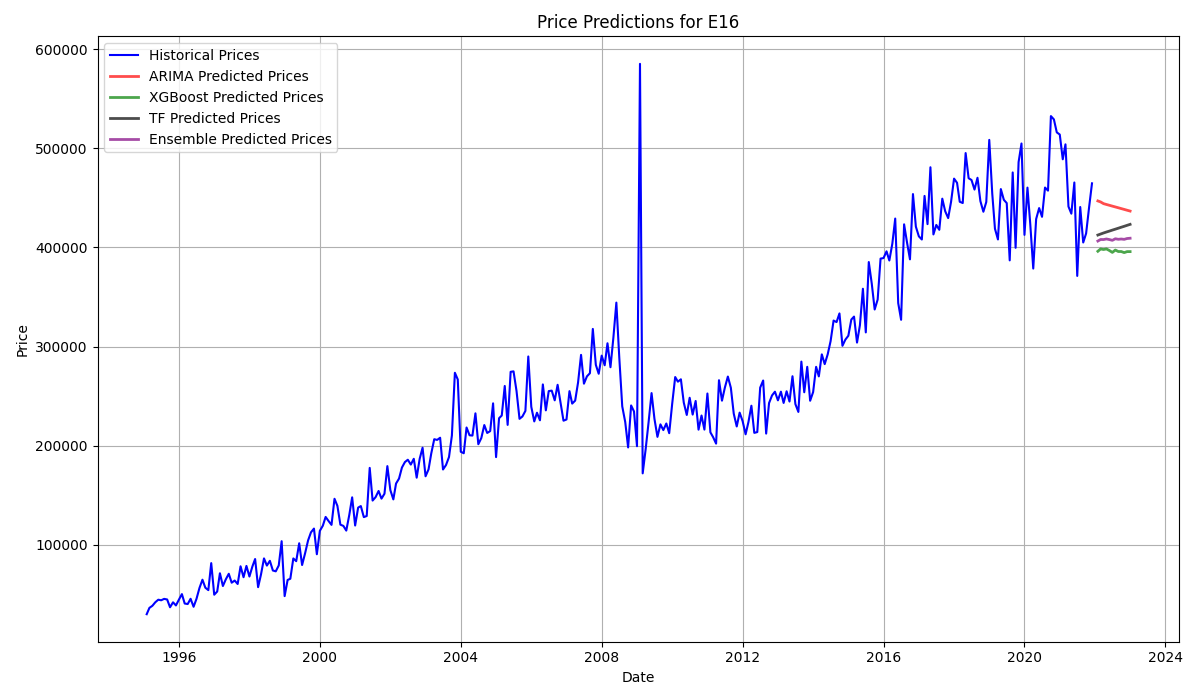 Price Predictions for E16
Historical Prices
ARIMA Predicted Prices
XGBoost Predicted Prices
TF Predicted Prices
Ensemble Predicted Prices
600000
500000
400000
300000
200000
100000
Price
1996 2000 2004 2008 2012 2016 2020 2024
Date